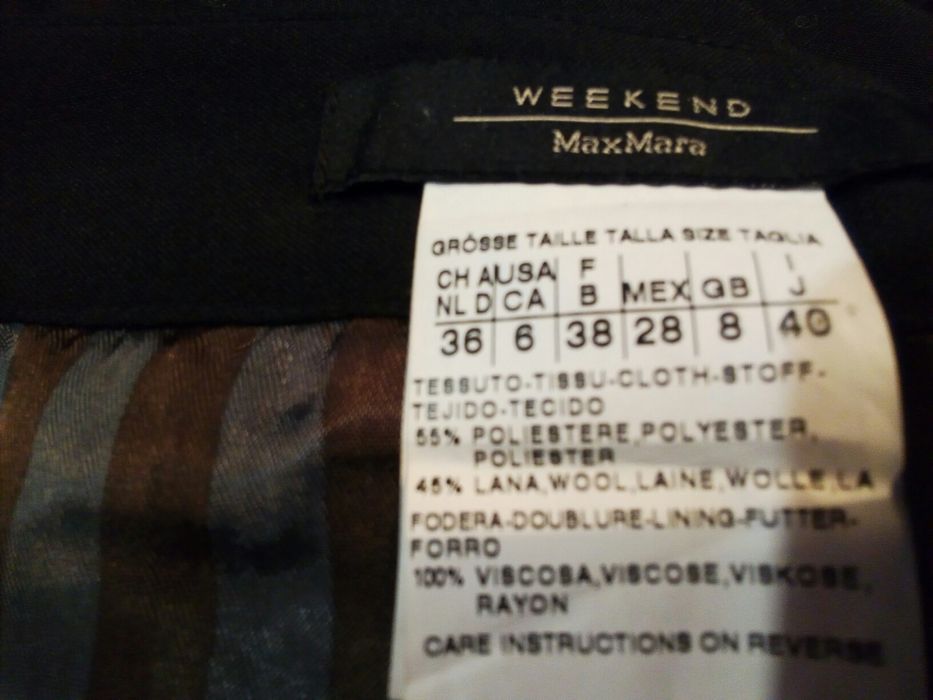 WEEKEND
MaxMara
GRÖSSE TAILLE TALLA SIZE TAGLIA
CH A USA F I
NL D CA B MEX GB J
36 6 38 28 8 40
TESSUTO-TISSU-CLOTH-STOFF-
TEJIDO-TECIDO
55% POLIESTERE,POLYESTER,
POLIESTER
45% LANA,WOOL,LAINE,WOLLE,LA
FODERA-DOUBLURE-LINING-FUTTER-
FORRO
100% VISCOSA,VISCOSE,VISKOSE,
RAYON
CARE INSTRUCTIONS ON REVERSE